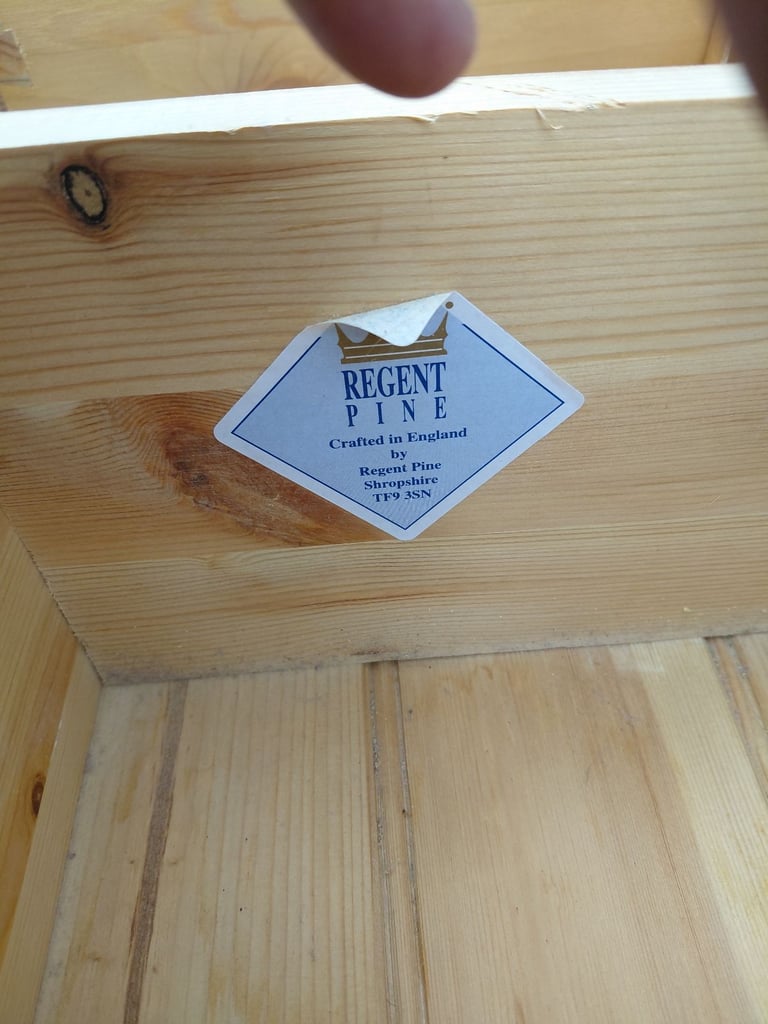 REGENT
PINE
Crafted in England
by
Regent Pine
Shropshire
TF9 3SN